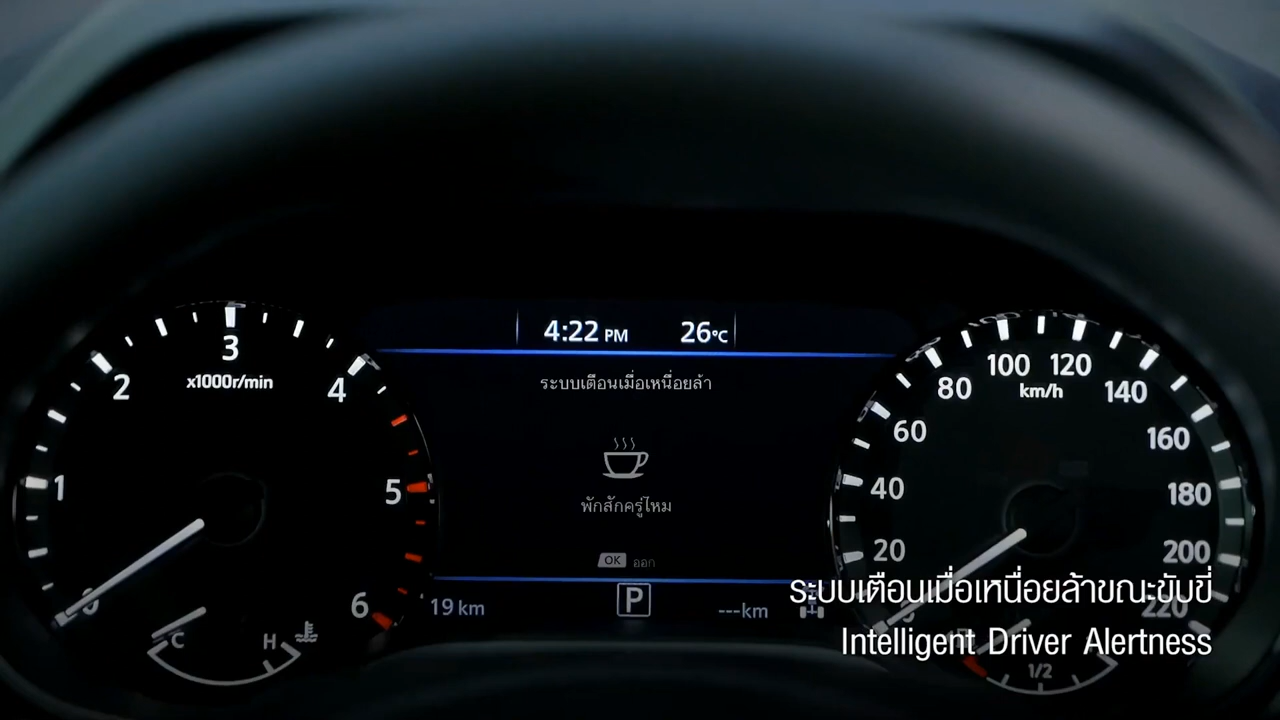 4:22 PM 26°C
ระบบเตือนเมื่อเหนื่อยล้า
พักสักครู่ไหม
OK ออก
19 km P ---km
0 1 2 3 4 5 6
x1000r/min
C H
20 40 60 80 100 120 140 160 180 200 220
km/h
1/2
ระบบเตือนเมื่อเหนื่อยล้าขณะขับขี่
Intelligent Driver Alertness